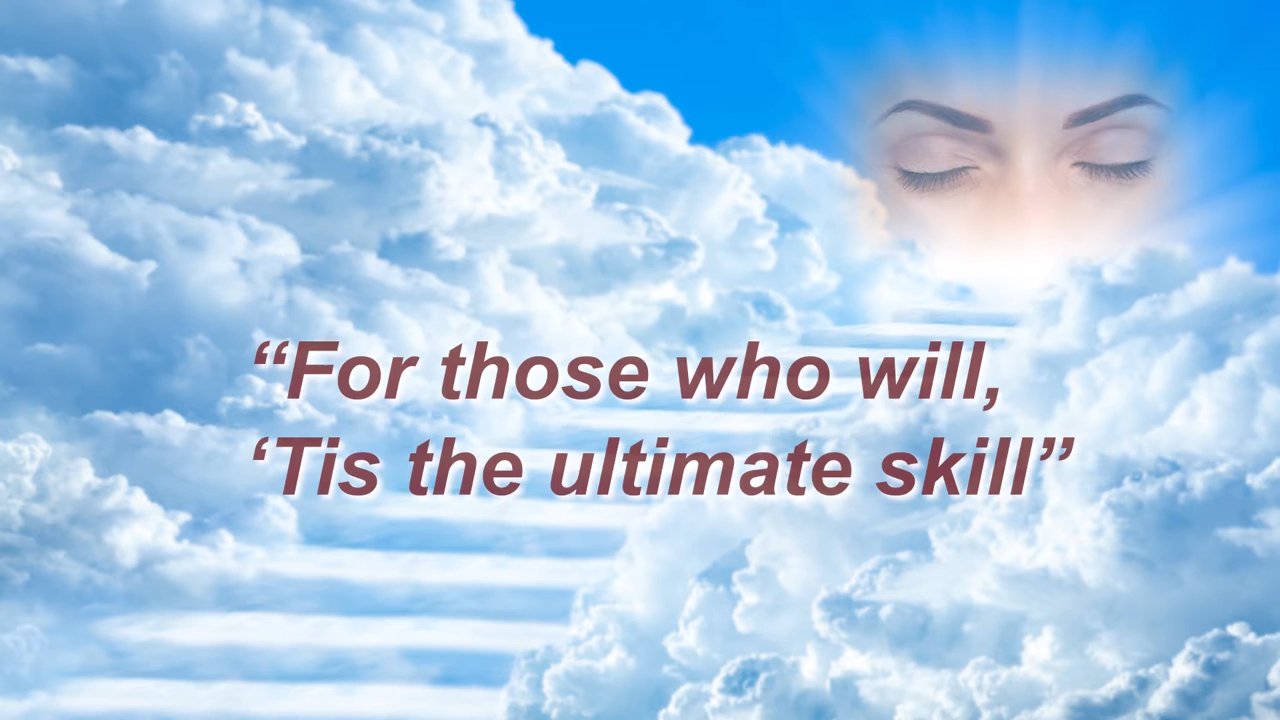 “For those who will,
‘Tis the ultimate skill”